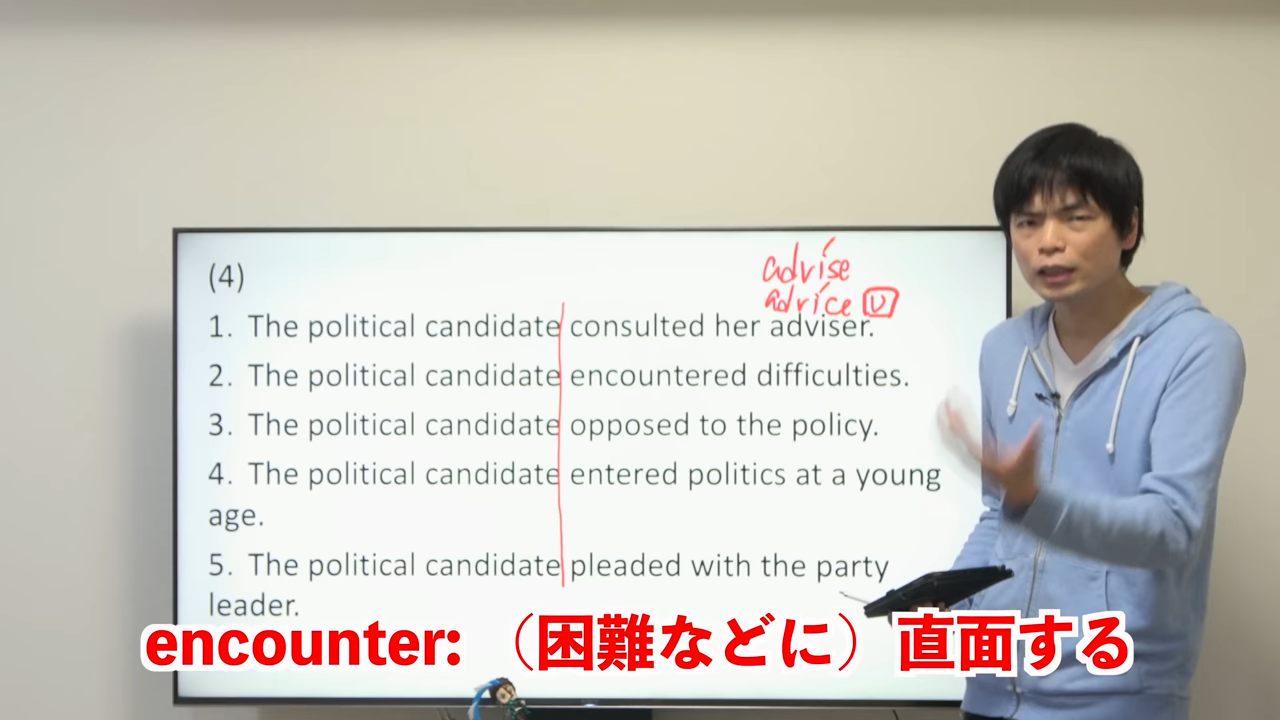 (4)
advise
advice U
1. The political candidate consulted her adviser.
2. The political candidate encountered difficulties.
3. The political candidate opposed to the policy.
4. The political candidate entered politics at a young
age.
5. The political candidate pleaded with the party
leader.
encounter: （困難などに）直面する